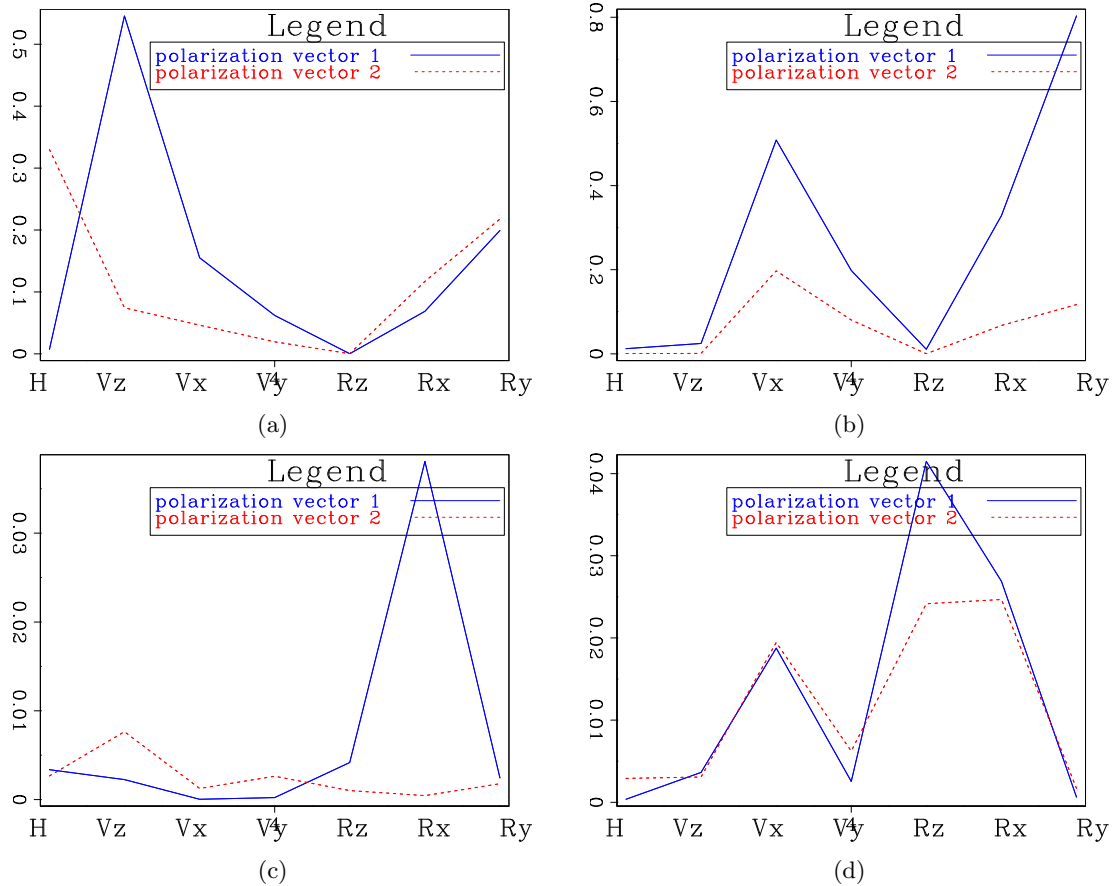 Legend
polarization vector 1
polarization vector 2
0.5
0.4
0.3
0.2
0.1
0
H Vz Vx Vy Rz Rx Ry
4
(a)
Legend
polarization vector 1
polarization vector 2
0.8
0.6
0.4
0.2
0
H Vz Vx Vy Rz Rx Ry
4
(b)
Legend
polarization vector 1
polarization vector 2
0.03
0.02
0.01
0
H Vz Vx Vy Rz Rx Ry
4
(c)
Legend
polarization vector 1
polarization vector 2
0.04
0.03
0.02
0.01
0
H Vz Vx Vy Rz Rx Ry
4
(d)